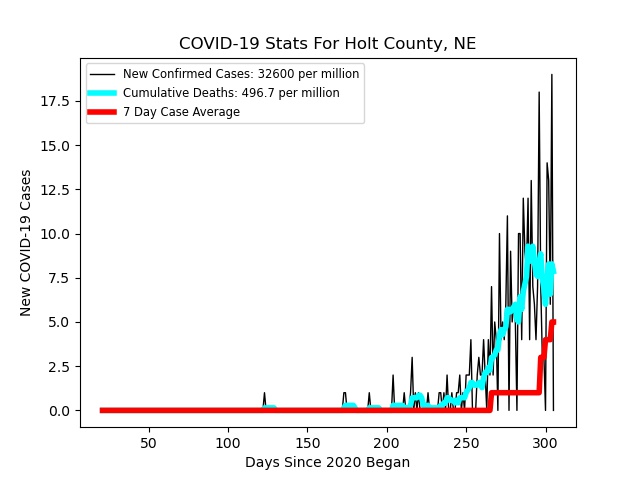 COVID-19 Stats For Holt County, NE
New Confirmed Cases: 32600 per million
Cumulative Deaths: 496.7 per million
7 Day Case Average
New COVID-19 Cases
17.5
15.0
12.5
10.0
7.5
5.0
2.5
0.0
50 100 150 200 250 300
Days Since 2020 Began